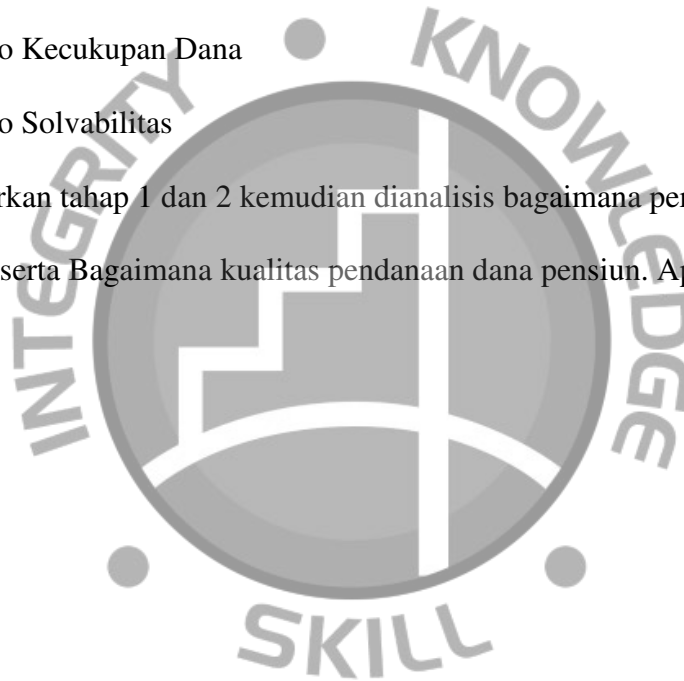 o Kecukupan Dana
o Solvabilitas
rkan tahap 1 dan 2 kemudian dianalisis bagaimana pen
serta Bagaimana kualitas pendanaan dana pensiun. Ap
INTEGRITY
KNOWLEDGE
SKILL